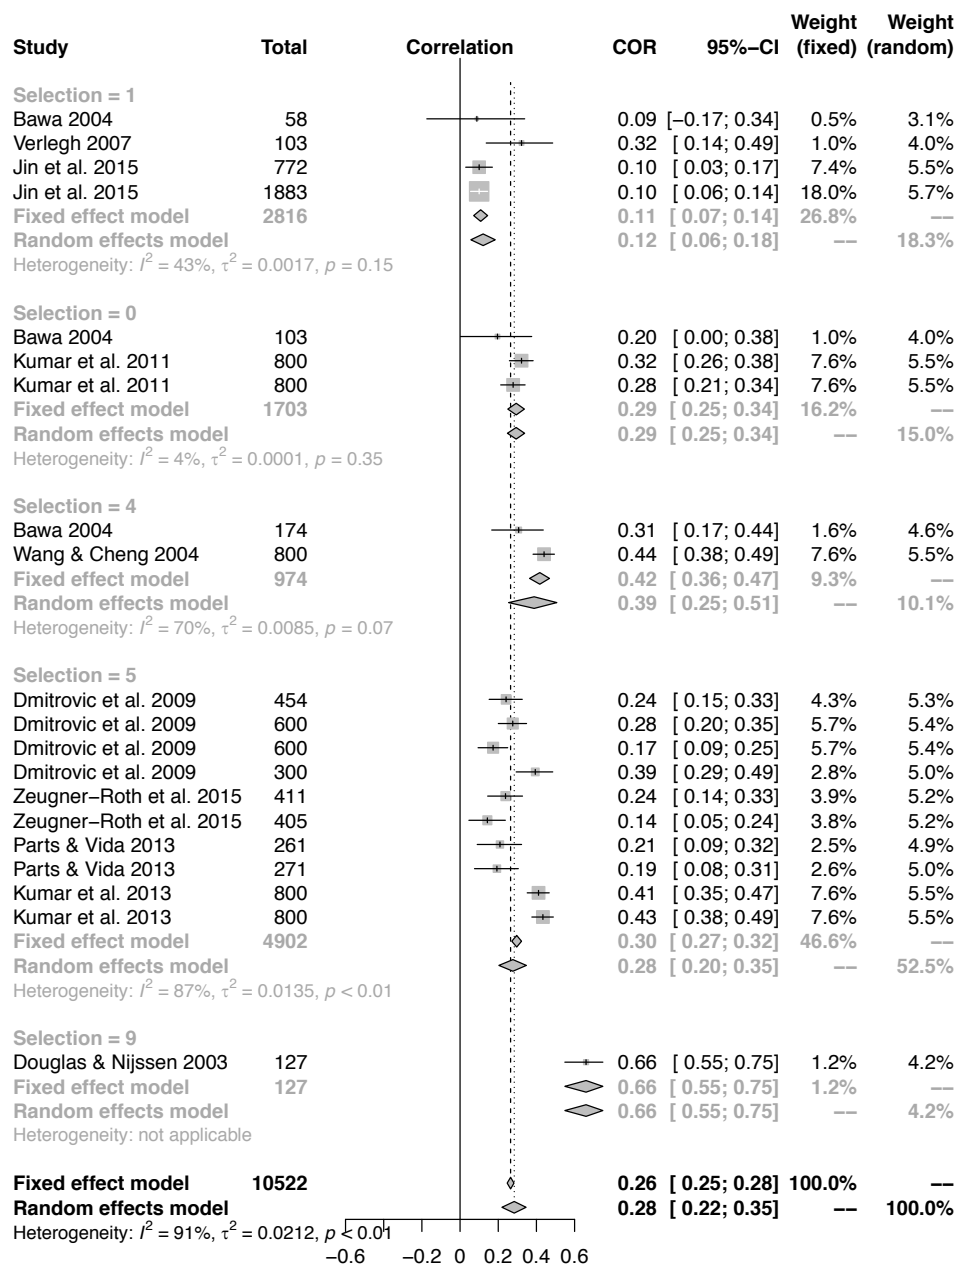 Weight Weight
Study Total Correlation COR 95%−CI (fixed) (random)
Selection = 1
Bawa 2004 58 0.09 [−0.17; 0.34] 0.5% 3.1%
Verlegh 2007 103 0.32 [ 0.14; 0.49] 1.0% 4.0%
Jin et al. 2015 772 0.10 [ 0.03; 0.17] 7.4% 5.5%
Jin et al. 2015 1883 0.10 [ 0.06; 0.14] 18.0% 5.7%
Fixed effect model 2816 0.11 [ 0.07; 0.14] 26.8% −−
Random effects model 0.12 [ 0.06; 0.18] −− 18.3%
Heterogeneity: I² = 43%, τ² = 0.0017, p = 0.15
Selection = 0
Bawa 2004 103 0.20 [ 0.00; 0.38] 1.0% 4.0%
Kumar et al. 2011 800 0.32 [ 0.26; 0.38] 7.6% 5.5%
Kumar et al. 2011 800 0.28 [ 0.21; 0.34] 7.6% 5.5%
Fixed effect model 1703 0.29 [ 0.25; 0.34] 16.2% −−
Random effects model 0.29 [ 0.25; 0.34] −− 15.0%
Heterogeneity: I² = 4%, τ² = 0.0001, p = 0.35
Selection = 4
Bawa 2004 174 0.31 [ 0.17; 0.44] 1.6% 4.6%
Wang & Cheng 2004 800 0.44 [ 0.38; 0.49] 7.6% 5.5%
Fixed effect model 974 0.42 [ 0.36; 0.47] 9.3% −−
Random effects model 0.39 [ 0.25; 0.51] −− 10.1%
Heterogeneity: I² = 70%, τ² = 0.0085, p = 0.07
Selection = 5
Dmitrovic et al. 2009 454 0.24 [ 0.15; 0.33] 4.3% 5.3%
Dmitrovic et al. 2009 600 0.28 [ 0.20; 0.35] 5.7% 5.4%
Dmitrovic et al. 2009 600 0.17 [ 0.09; 0.25] 5.7% 5.4%
Dmitrovic et al. 2009 300 0.39 [ 0.29; 0.49] 2.8% 5.0%
Zeugner−Roth et al. 2015 411 0.24 [ 0.14; 0.33] 3.9% 5.2%
Zeugner−Roth et al. 2015 405 0.14 [ 0.05; 0.24] 3.8% 5.2%
Parts & Vida 2013 261 0.21 [ 0.09; 0.32] 2.5% 4.9%
Parts & Vida 2013 271 0.19 [ 0.08; 0.31] 2.6% 5.0%
Kumar et al. 2013 800 0.41 [ 0.35; 0.47] 7.6% 5.5%
Kumar et al. 2013 800 0.43 [ 0.38; 0.49] 7.6% 5.5%
Fixed effect model 4902 0.30 [ 0.27; 0.32] 46.6% −−
Random effects model 0.28 [ 0.20; 0.35] −− 52.5%
Heterogeneity: I² = 87%, τ² = 0.0135, p < 0.01
Selection = 9
Douglas & Nijssen 2003 127 0.66 [ 0.55; 0.75] 1.2% 4.2%
Fixed effect model 127 0.66 [ 0.55; 0.75] 1.2% −−
Random effects model 0.66 [ 0.55; 0.75] −− 4.2%
Heterogeneity: not applicable
Fixed effect model 10522 0.26 [ 0.25; 0.28] 100.0% −−
Random effects model 0.28 [ 0.22; 0.35] −− 100.0%
Heterogeneity: I² = 91%, τ² = 0.0212, p < 0.01
−0.6 −0.2 0 0.2 0.4 0.6